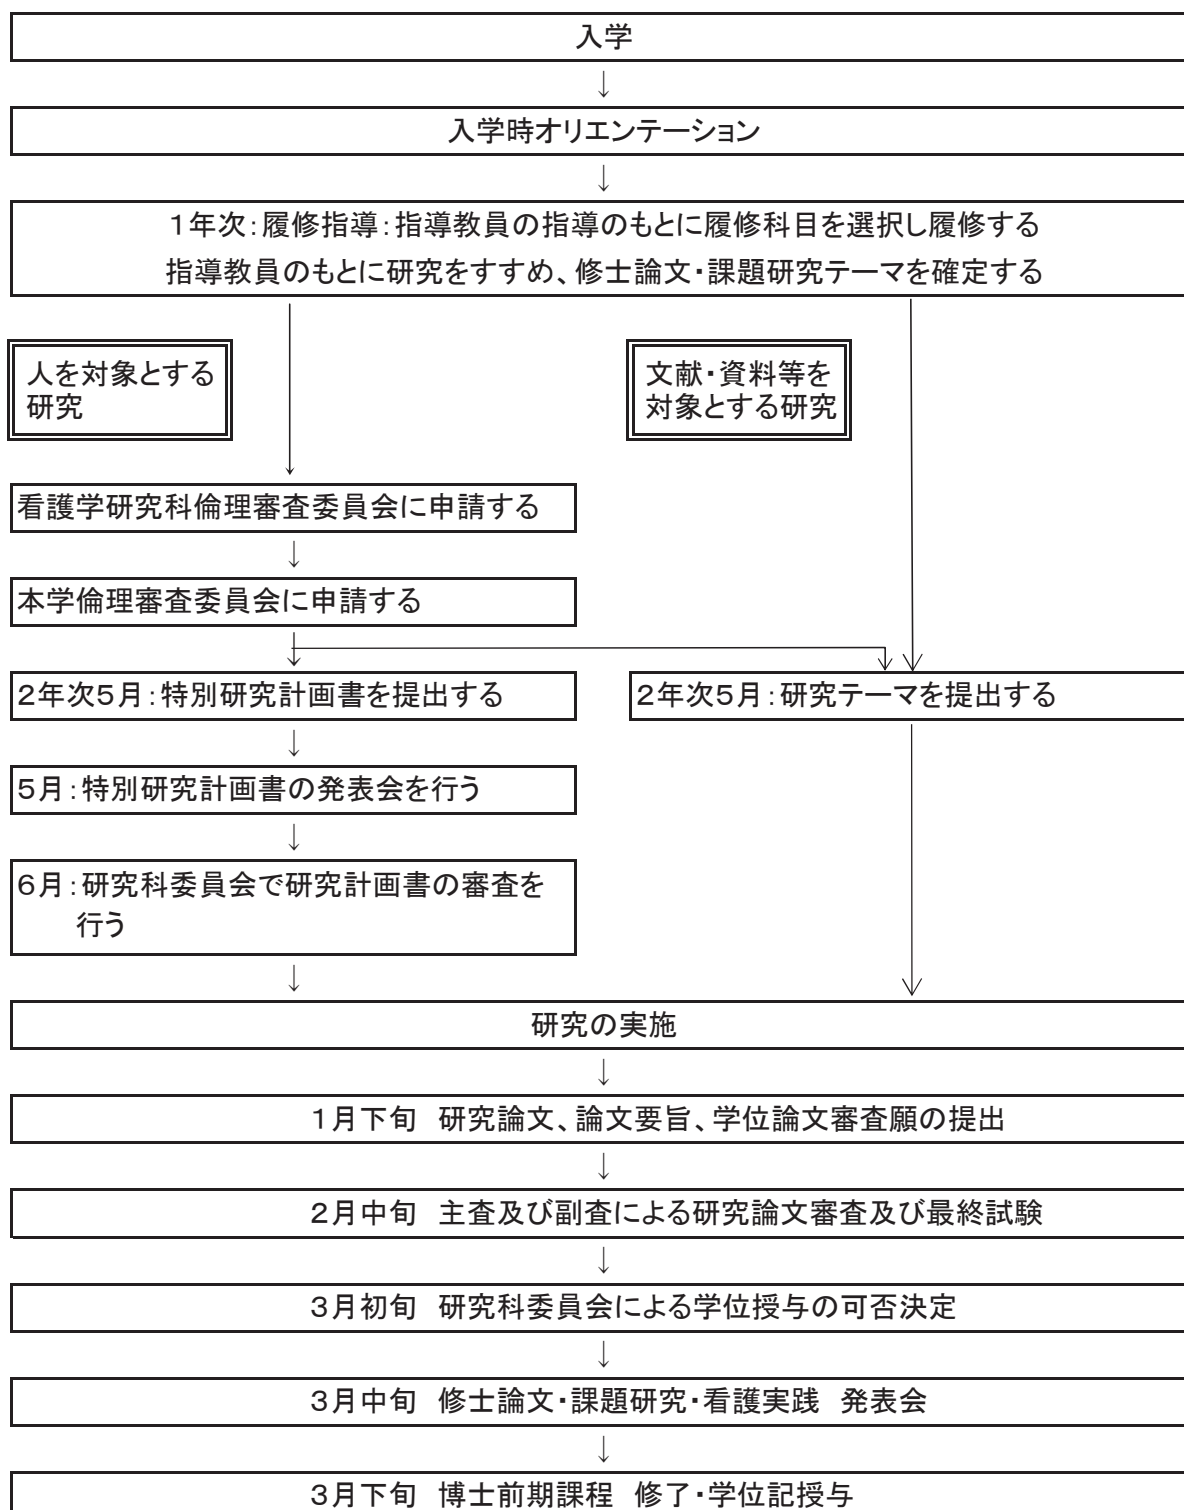 入学
↓
入学時オリエンテーション
↓
1年次:履修指導:指導教員の指導のもとに履修科目を選択し履修する
指導教員のもとに研究をすすめ、修士論文・課題研究テーマを確定する
人を対象とする
研究
文献・資料等を
対象とする研究
看護学研究科倫理審査委員会に申請する
↓
本学倫理審査委員会に申請する
2年次5月:特別研究計画書を提出する
2年次5月:研究テーマを提出する
↓
5月:特別研究計画書の発表会を行う
↓
6月:研究科委員会で研究計画書の審査を
行う
↓
研究の実施
↓
1月下旬 研究論文、論文要旨、学位論文審査願の提出
↓
2月中旬 主査及び副査による研究論文審査及び最終試験
↓
3月初旬 研究科委員会による学位授与の可否決定
↓
3月中旬 修士論文・課題研究・看護実践 発表会
↓
3月下旬 博士前期課程 修了・学位記授与